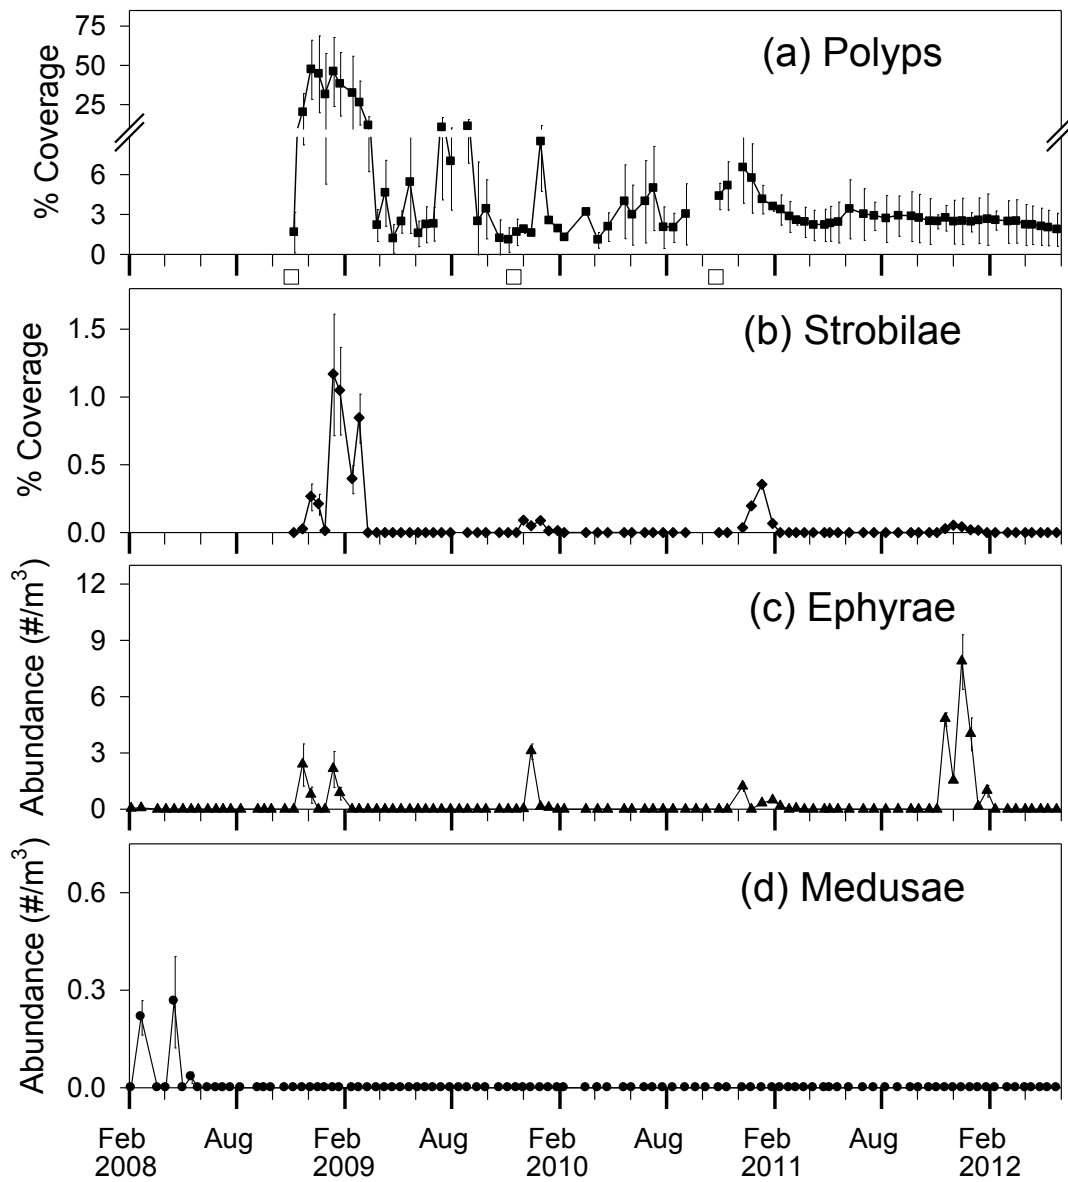 (a) Polyps
% Coverage
75
50
25
6
3
0
(b) Strobilae
% Coverage
1.5
1.0
0.5
0.0
(c) Ephyrae
Abundance (#/m³)
12
9
6
3
0
(d) Medusae
Abundance (#/m³)
0.6
0.3
0.0
Feb Aug Feb Aug Feb Aug Feb Aug Feb
2008 2009 2010 2011 2012